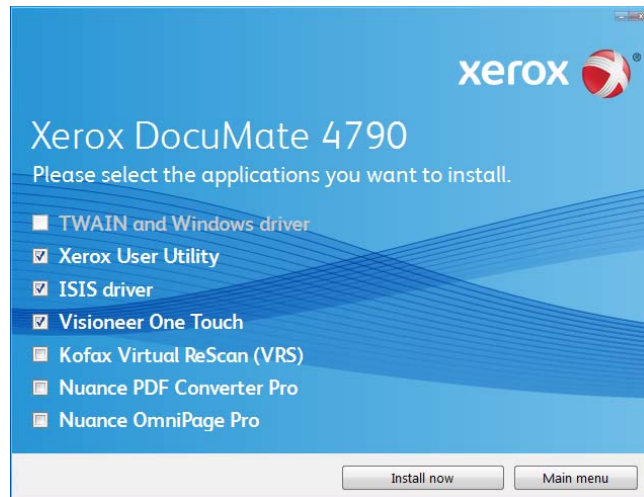 xerox ®
Xerox DocuMate 4790
Please select the applications you want to install.
TWAIN and Windows driver
Xerox User Utility
ISIS driver
Visioneer One Touch
Kofax Virtual ReScan (VRS)
Nuance PDF Converter Pro
Nuance OmniPage Pro
Install now Main menu